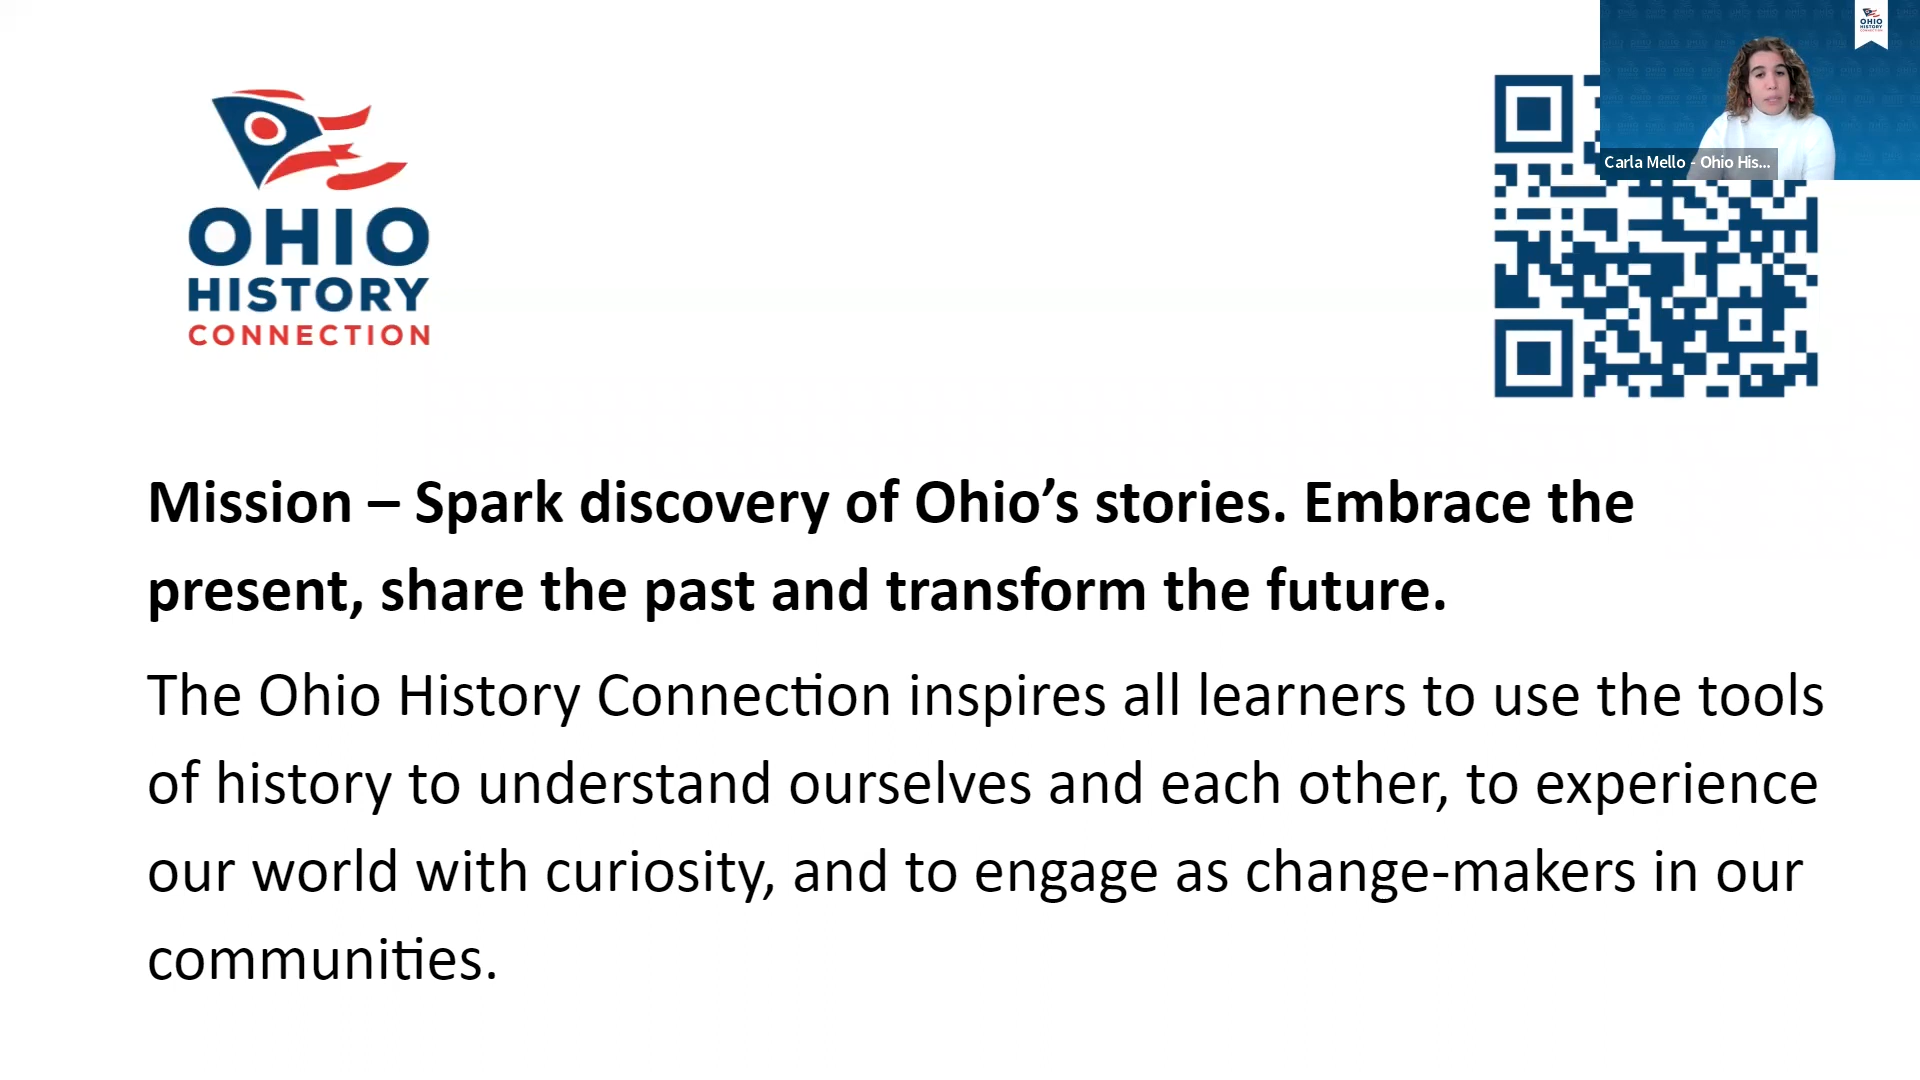 OHIO
HISTORY
CONNECTION
OHIO
HISTORY
CONNECTION
Carla Mello - Ohio His...
Mission – Spark discovery of Ohio’s stories. Embrace the
present, share the past and transform the future.
The Ohio History Connection inspires all learners to use the tools
of history to understand ourselves and each other, to experience
our world with curiosity, and to engage as change-makers in our
communities.